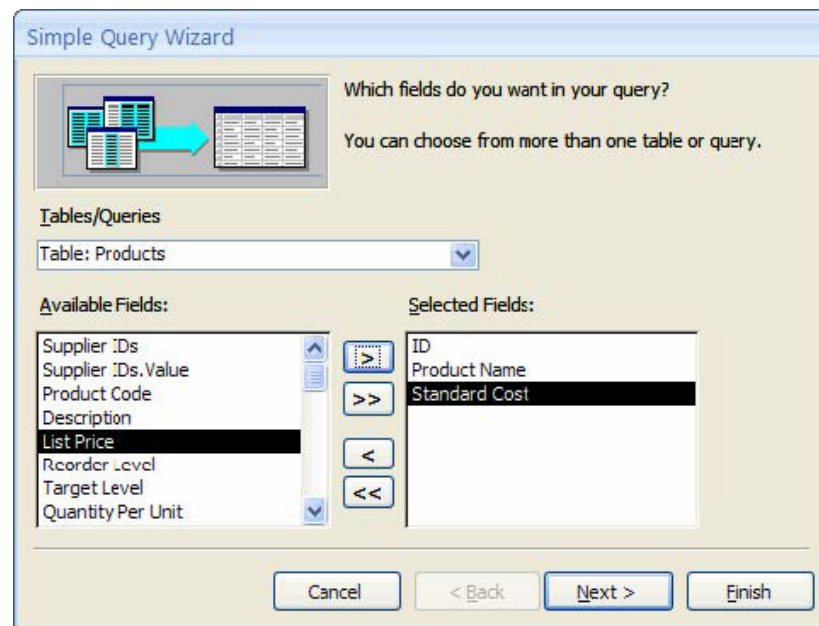 Simple Query Wizard
Which fields do you want in your query?
You can choose from more than one table or query.
Tables/Queries
Table: Products
Available Fields:
Supplier IDs
Supplier IDs.Value
Product Code
Description
List Price
Reorder Level
Target Level
Quantity Per Unit
>
>>
<
<<
Selected Fields:
ID
Product Name
Standard Cost
Cancel
< Back
Next >
Finish